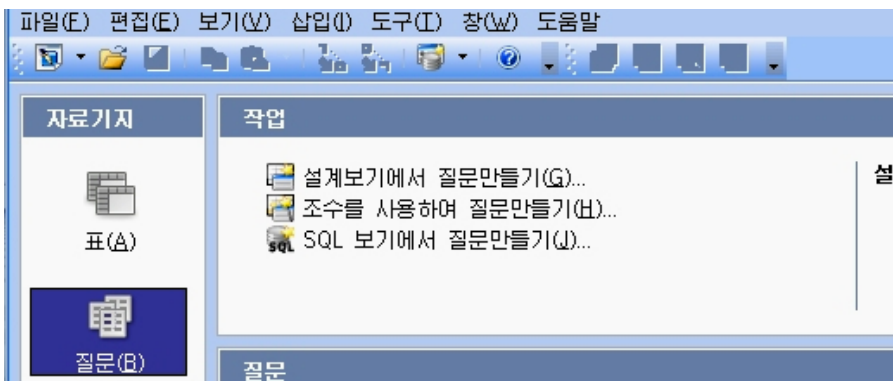 파일(F) 편집(E) 보기(V) 삽입(I) 도구(T) 창(W) 도움말
자료기지
작업
설계보기에서 질문만들기(G)...
조수를 사용하여 질문만들기(H)...
SQL 보기에서 질문만들기(J)...
설
표(A)
질문(B)
질문